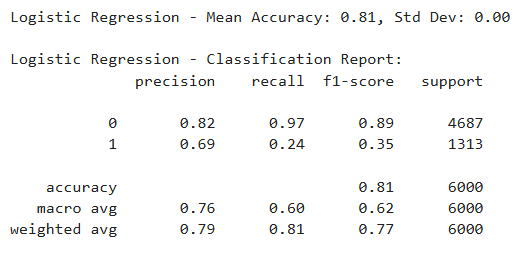 Logistic Regression - Mean Accuracy: 0.81, Std Dev: 0.00
Logistic Regression - Classification Report:
precision recall f1-score support
0 0.82 0.97 0.89 4687
1 0.69 0.24 0.35 1313
accuracy 0.81 6000
macro avg 0.76 0.60 0.62 6000
weighted avg 0.79 0.81 0.77 6000